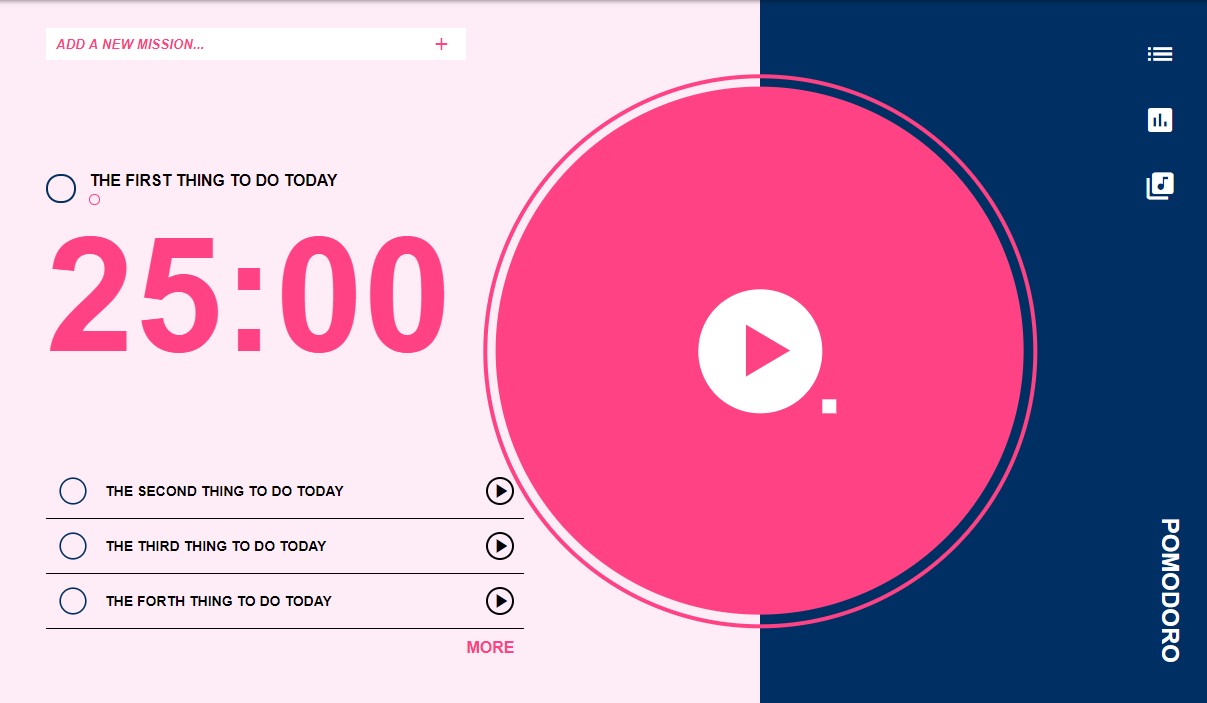 ADD A NEW MISSION...
THE FIRST THING TO DO TODAY
25:00
THE SECOND THING TO DO TODAY
THE THIRD THING TO DO TODAY
THE FORTH THING TO DO TODAY
MORE
POMODORO